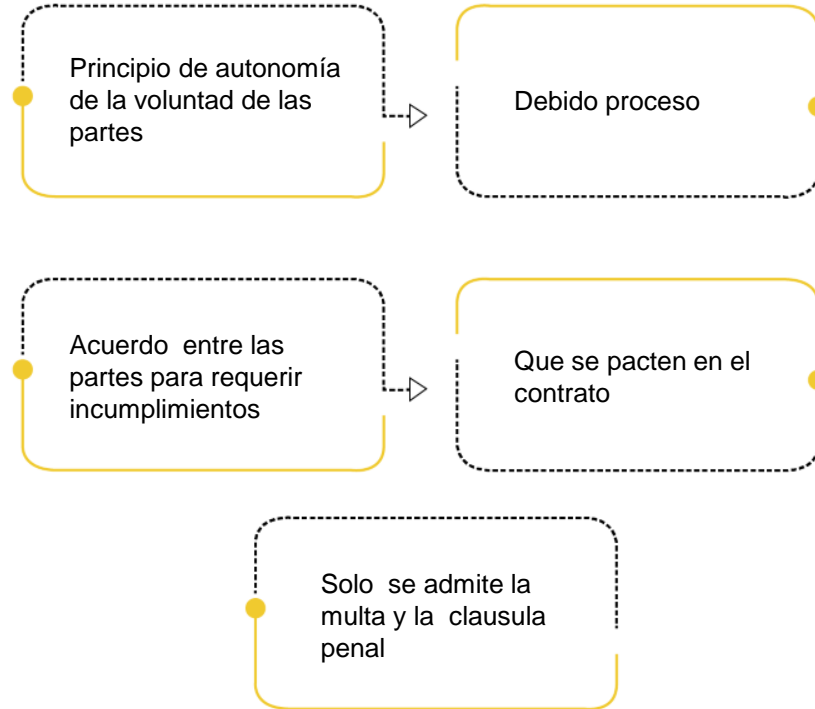 Principio de autonomía
de la voluntad de las
partes
Debido proceso
Acuerdo  entre las
partes para requerir
incumplimientos
Que se pacten en el
contrato
Solo  se admite la
multa y la  clausula
penal